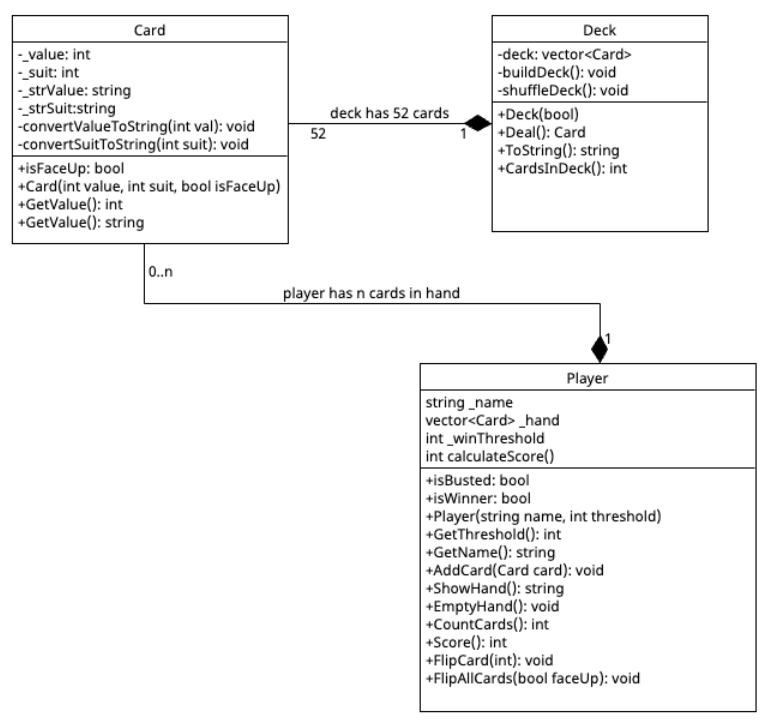 Card
-_value: int
-_suit: int
-_strValue: string
-_strSuit:string
-convertValueToString(int val): void
-convertSuitToString(int suit): void
+isFaceUp: bool
+Card(int value, int suit, bool isFaceUp)
+GetValue(): int
+GetValue(): string
deck has 52 cards
52
1
Deck
-deck: vector<Card>
-buildDeck(): void
-shuffleDeck(): void
+Deck(bool)
+Deal(): Card
+ToString(): string
+CardsInDeck(): int
0..n
player has n cards in hand
1
Player
string _name
vector<Card> _hand
int _winThreshold
int calculateScore()
+isBusted: bool
+isWinner: bool
+Player(string name, int threshold)
+GetThreshold(): int
+GetName(): string
+AddCard(Card card): void
+ShowHand(): string
+EmptyHand(): void
+CountCards(): int
+Score(): int
+FlipCard(int): void
+FlipAllCards(bool faceUp): void